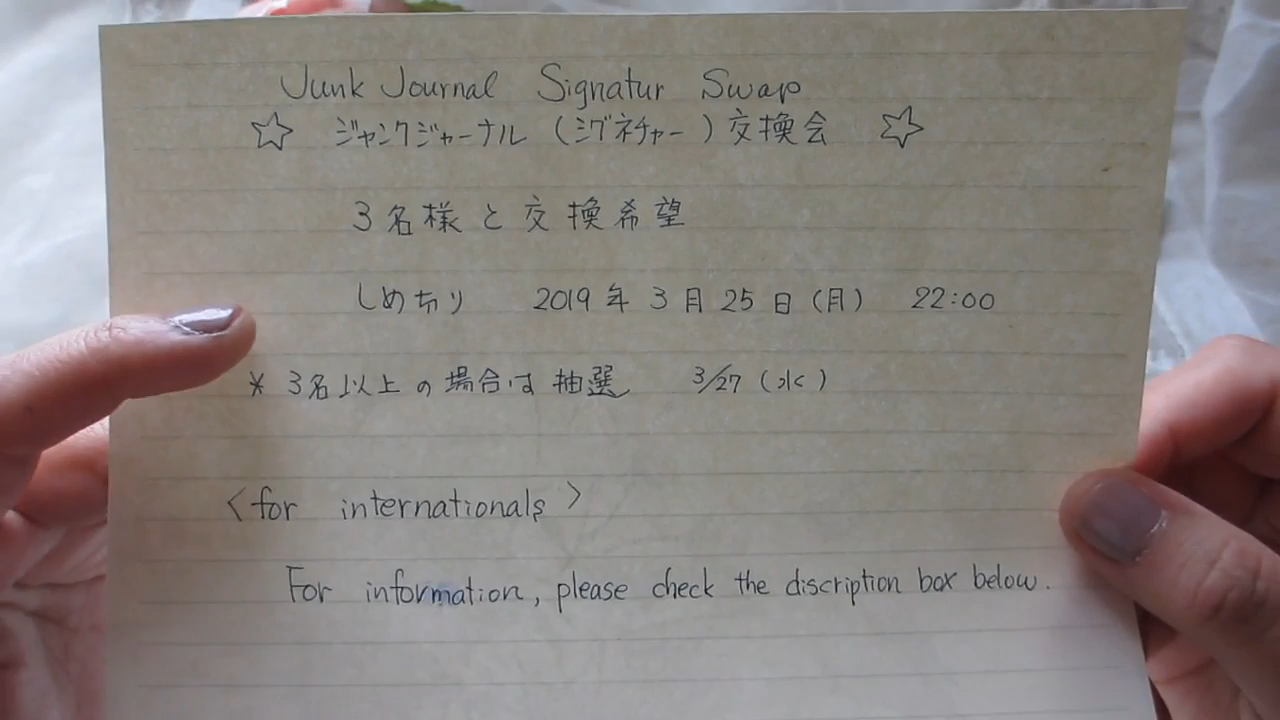 Junk Journal Signatur Swap
☆ ジャンクジャーナル (シグネチャー) 交換会 ☆
3名様と交換希望
しめ切り 2019年3月25日(月) 22:00
* 3名以上の場合は抽選 3/27(水)
<for internationals>
For information, please check the discription box below.